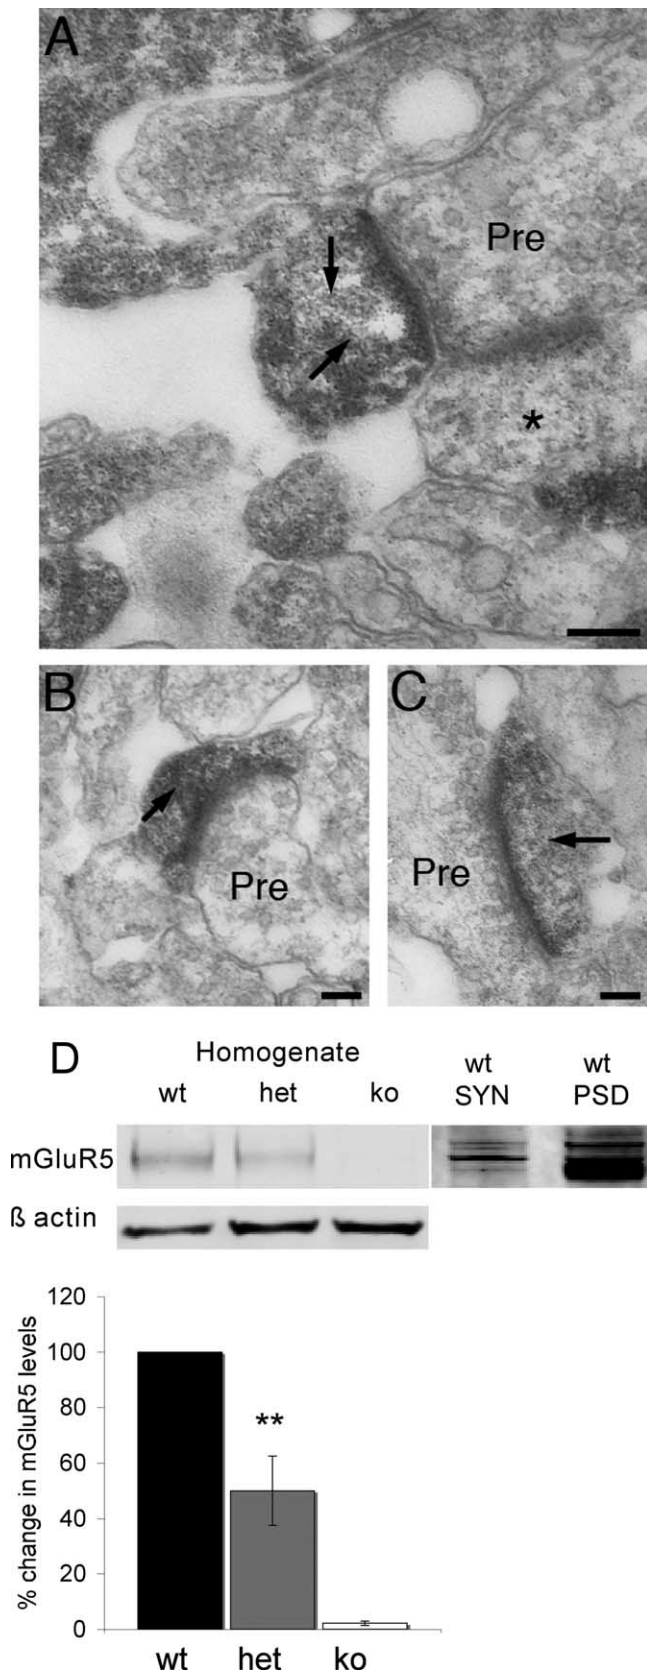 A
Pre
*
B
Pre
C
Pre
D
Homogenate
wt het ko
wt SYN
wt PSD
mGluR5
ß actin
120
100
80
60
40
20
0
% change in mGluR5 levels
**
wt het ko